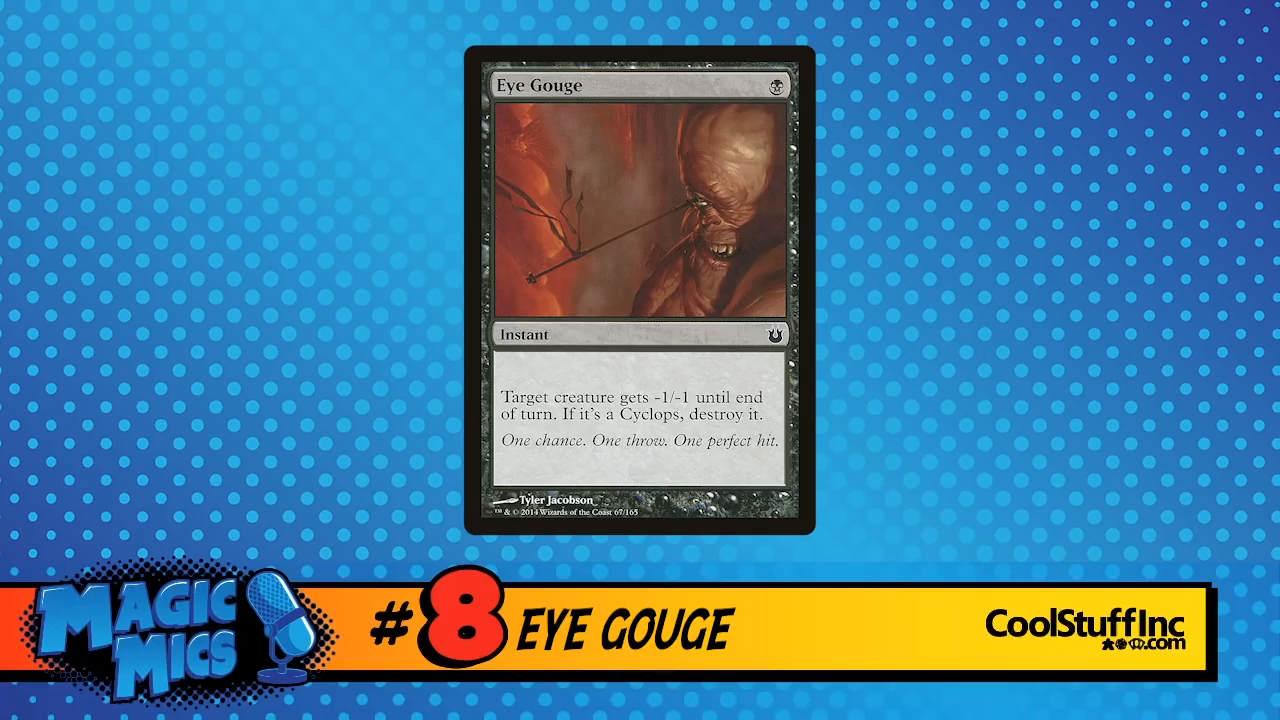 Eye Gouge
Instant
Target creature gets -1/-1 until end
of turn. If it's a Cyclops, destroy it.
One chance. One throw. One perfect hit.
Tyler Jacobson
™ & © 2014 Wizards of the Coast 67/165
MAGIC
MICS
#8 EYE GOUGE
CoolStuffInc
.com